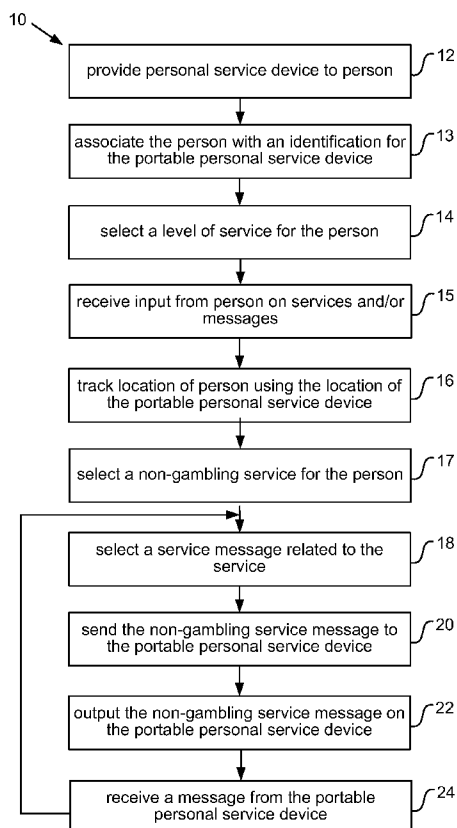 10
provide personal service device to person
12
associate the person with an identification for
the portable personal service device
13
select a level of service for the person
14
receive input from person on services and/or
messages
15
track location of person using the location of
the portable personal service device
16
select a non-gambling service for the person
17
select a service message related to the
service
18
send the non-gambling service message to
the portable personal service device
20
output the non-gambling service message on
the portable personal service device
22
receive a message from the portable
personal service device
24